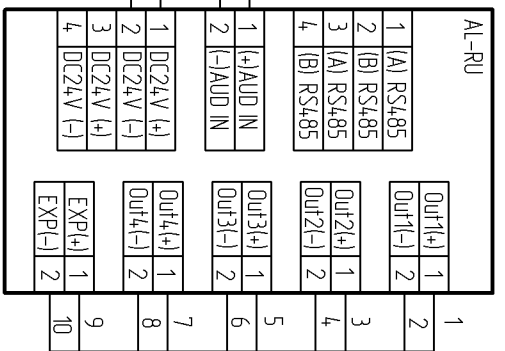 AL-RU
1 (A) RS485
2 (B) RS485
3 (A) RS485
4 (B) RS485
1 (+)AUD IN
2 (-)AUD IN
1 DC24V (+)
2 DC24V (-)
3 DC24V (+)
4 DC24V (-)
Out1(+) 1
Out1(-) 2
Out2(+) 1
Out2(-) 2
Out3(+) 1
Out3(-) 2
Out4(+) 1
Out4(-) 2
EXP(+) 1
EXP(-) 2
1
2
3
4
5
6
7
8
9
10